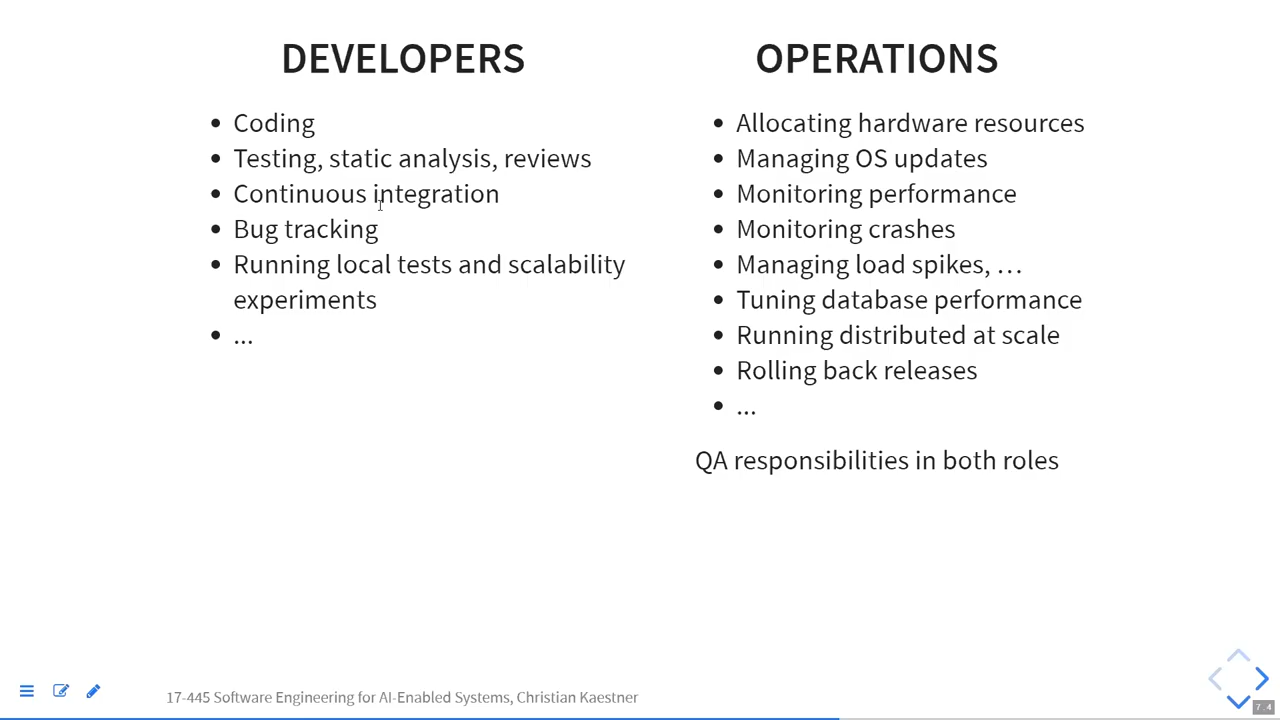 DEVELOPERS
Coding
Testing, static analysis, reviews
Continuous integration
Bug tracking
Running local tests and scalability
experiments
...
OPERATIONS
Allocating hardware resources
Managing OS updates
Monitoring performance
Monitoring crashes
Managing load spikes, …
Tuning database performance
Running distributed at scale
Rolling back releases
...
QA responsibilities in both roles
17-445 Software Engineering for AI-Enabled Systems, Christian Kaestner
7.4